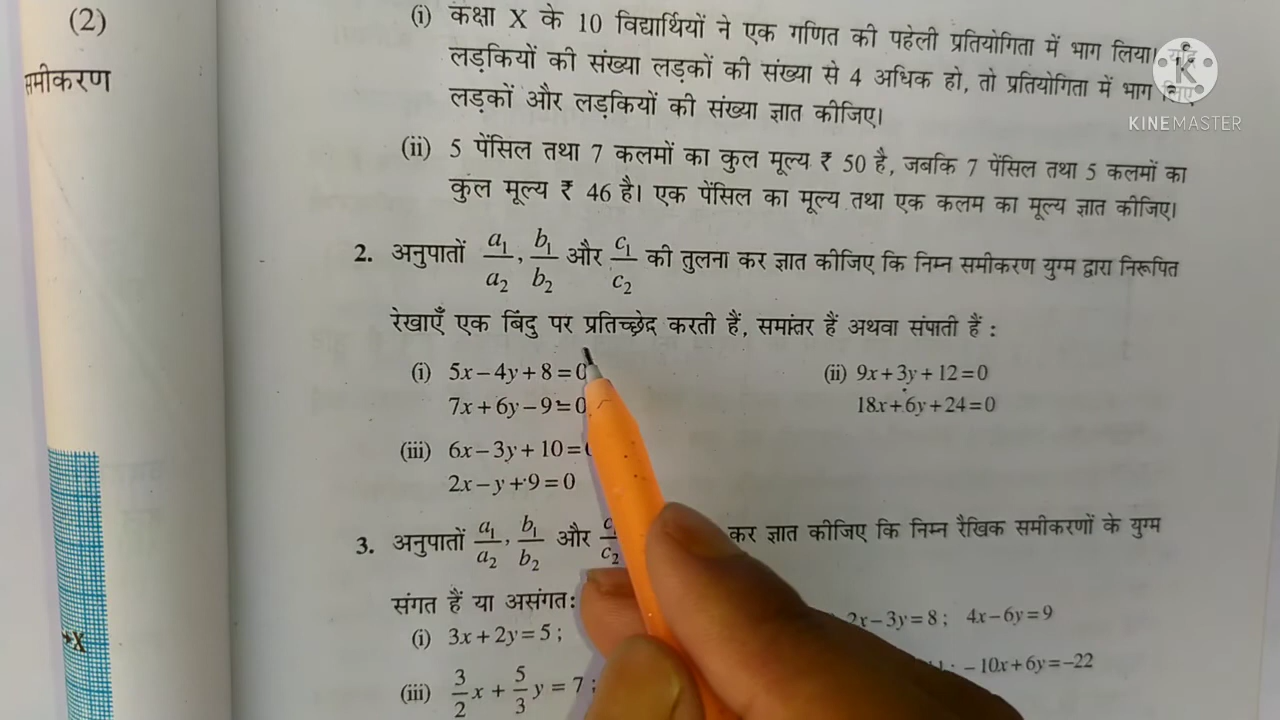 (2)
समीकरण
(i) कक्षा X के 10 विद्यार्थियों ने एक गणित की पहेली प्रतियोगिता में भाग लिया।
लड़कियों की संख्या लड़कों की संख्या से 4 अधिक हो, तो प्रतियोगिता में भाग
लड़कों और लड़कियों की संख्या ज्ञात कीजिए।
K
KINEMASTER
(ii) 5 पेंसिल तथा 7 कलमों का कुल मूल्य ₹ 50 है, जबकि 7 पेंसिल तथा 5 कलमों का
कुल मूल्य ₹ 46 है। एक पेंसिल का मूल्य तथा एक कलम का मूल्य ज्ञात कीजिए।
2. अनुपातों a₁/a₂, b₁/b₂ और c₁/c₂ की तुलना कर ज्ञात कीजिए कि निम्न समीकरण युग्म द्वारा निरूपित
रेखाएँ एक बिंदु पर प्रतिच्छेद करती हैं, समांतर हैं अथवा संपाती हैं :
(i) 5x – 4y + 8 = 0 (ii) 9x + 3y + 12 = 0
7x + 6y – 9 = 0 18x + 6y + 24 = 0
(iii) 6x – 3y + 10 =
2x – y + 9 = 0
3. अनुपातों a₁/a₂, b₁/b₂ और c₁/c₂ कर ज्ञात कीजिए कि निम्न रैखिक समीकरणों के युग्म
संगत हैं या असंगत:
(i) 3x + 2y = 5 ; 2x – 3y = 8 ; 4x – 6y = 9
(iii) 3/2 x + 5/3 y = 7 ; – 10x + 6y = –22
X